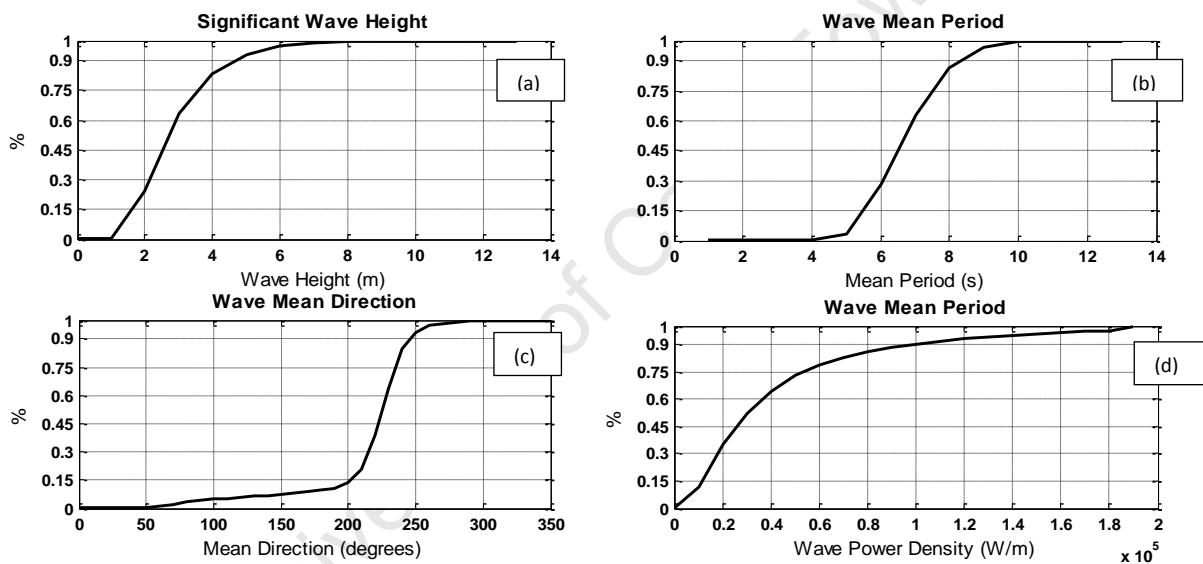 Significant Wave Height
1
0.9
0.75
0.6
0.45
0.3
0.15
0
%
(a)
0 2 4 6 8 10 12 14
Wave Height (m)
Wave Mean Period
1
0.9
0.75
0.6
0.45
0.3
0.15
0
%
(b)
0 2 4 6 8 10 12 14
Mean Period (s)
Wave Mean Direction
1
0.9
0.75
0.6
0.45
0.3
0.15
0
%
(c)
0 50 100 150 200 250 300 350
Mean Direction (degrees)
Wave Mean Period
1
0.9
0.75
0.6
0.45
0.3
0.15
0
%
(d)
0 0.2 0.4 0.6 0.8 1 1.2 1.4 1.6 1.8 2
Wave Power Density (W/m)
x 10⁵
of C